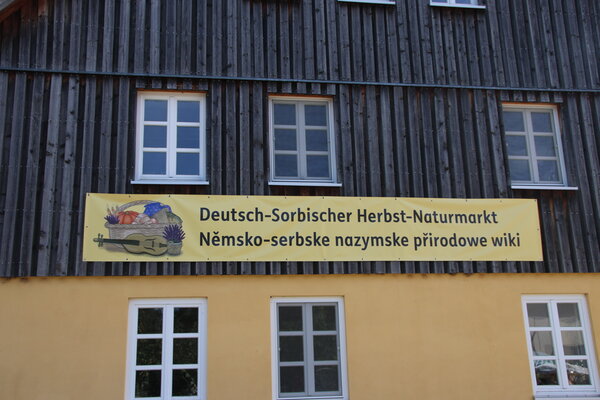 Deutsch-Sorbischer Herbst-Naturmarkt
Němsko-serbske nazymske přirodowe wiki